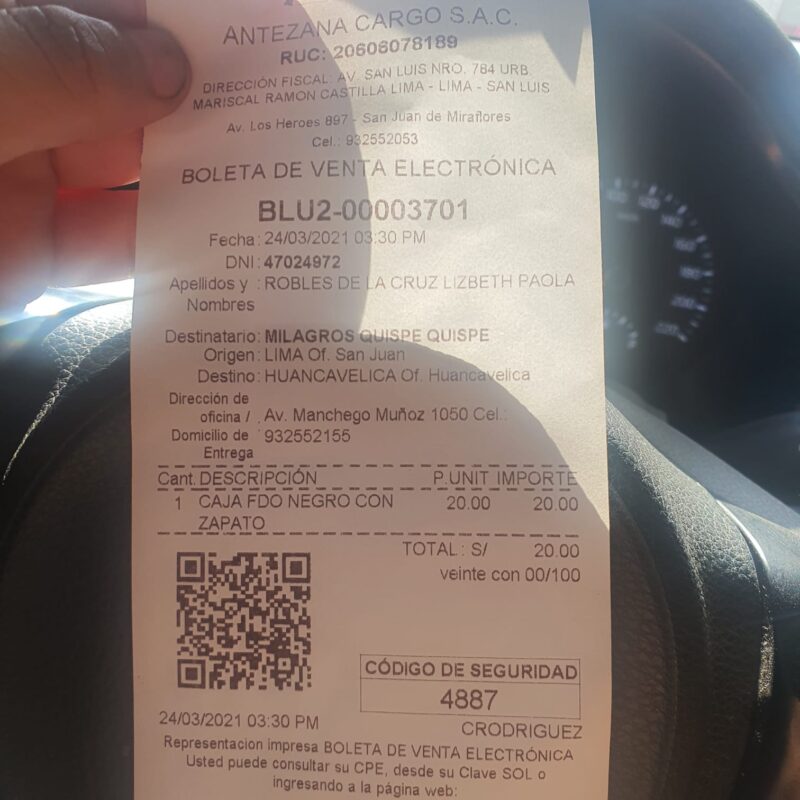 ANTEZANA CARGO S.A.C.
RUC: 20606078189
DIRECCIÓN FISCAL: AV. SAN LUIS NRO. 784 URB.
MARISCAL RAMON CASTILLA LIMA - LIMA - SAN LUIS
Av. Los Heroes 897 - San Juan de Miraflores
Cel.: 932552053
BOLETA DE VENTA ELECTRÓNICA
BLU2-00003701
Fecha : 24/03/2021 03:30 PM
DNI : 47024972
Apellidos y : ROBLES DE LA CRUZ LIZBETH PAOLA
Nombres
Destinatario: MILAGROS QUISPE QUISPE
Origen : LIMA Of. San Juan
Destino : HUANCAVELICA Of. Huancavelica
Dirección de
oficina / : Av. Manchego Muñoz 1050 Cel.:
Domicilio de 932552155
Entrega
Cant. DESCRIPCIÓN P.UNIT IMPORTE
1 CAJA FDO NEGRO CON 20.00 20.00
ZAPATO
TOTAL : S/ 20.00
veinte con 00/100
CÓDIGO DE SEGURIDAD
4887
24/03/2021 03:30 PM
CRODRIGUEZ
Representacion impresa BOLETA DE VENTA ELECTRÓNICA
Usted puede consultar su CPE, desde su Clave SOL o
ingresando a la página web: